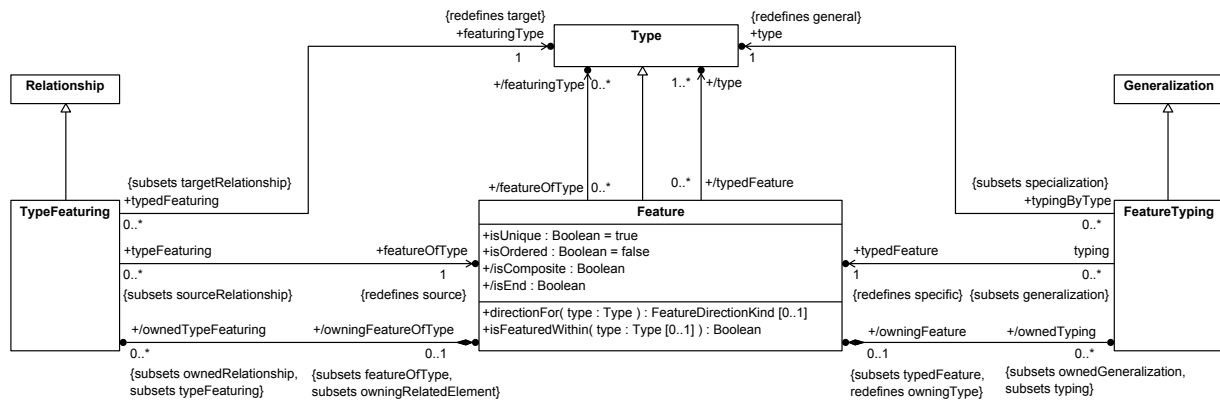 {redefines target}
+featuringType
1
Type
{redefines general}
+type
1
Relationship
Generalization
+/featuringType
0..*
1..*
+/type
+/featureOfType
0..*
0..*
+/typedFeature
{subsets targetRelationship}
+typedFeaturing
0..*
{subsets specialization}
+typingByType
0..*
TypeFeaturing
Feature
FeatureTyping
+isUnique : Boolean = true
+isOrdered : Boolean = false
+/isComposite : Boolean
+/isEnd : Boolean
+directionFor( type : Type ) : FeatureDirectionKind [0..1]
+isFeaturedWithin( type : Type [0..1] ) : Boolean
+typeFeaturing
0..*
{subsets sourceRelationship}
+featureOfType
1
{redefines source}
+typedFeature
1
{redefines specific}
typing
0..*
{subsets generalization}
+/ownedTypeFeaturing
0..*
{subsets ownedRelationship,
subsets typeFeaturing}
+/owningFeatureOfType
0..1
{subsets featureOfType,
subsets owningRelatedElement}
+/owningFeature
0..1
{subsets typedFeature,
redefines owningType}
+/ownedTyping
0..*
{subsets ownedGeneralization,
subsets typing}